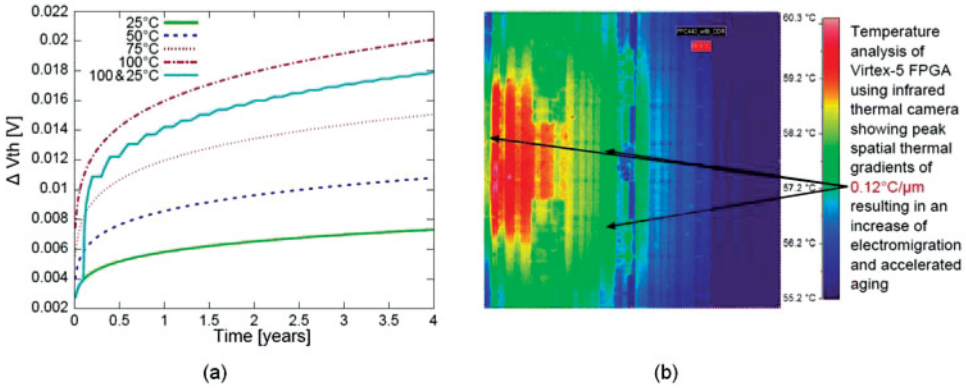 0.022
0.02
0.018
0.016
0.014
0.012
0.01
0.008
0.006
0.004
0.002
Δ Vth [V]
25°C
50°C
75°C
100°C
100&25°C
0 0.5 1 1.5 2 2.5 3 3.5 4
Time [years]
(a)
60.3 °C
59.2 °C
58.2 °C
57.2 °C
56.2 °C
55.2 °C
Temperature
analysis of
Virtex-5 FPGA
using infrared
thermal camera
showing peak
spatial thermal
gradients of
0.12°C/μm
resulting in an
increase of
electromigration
and accelerated
aging
(b)